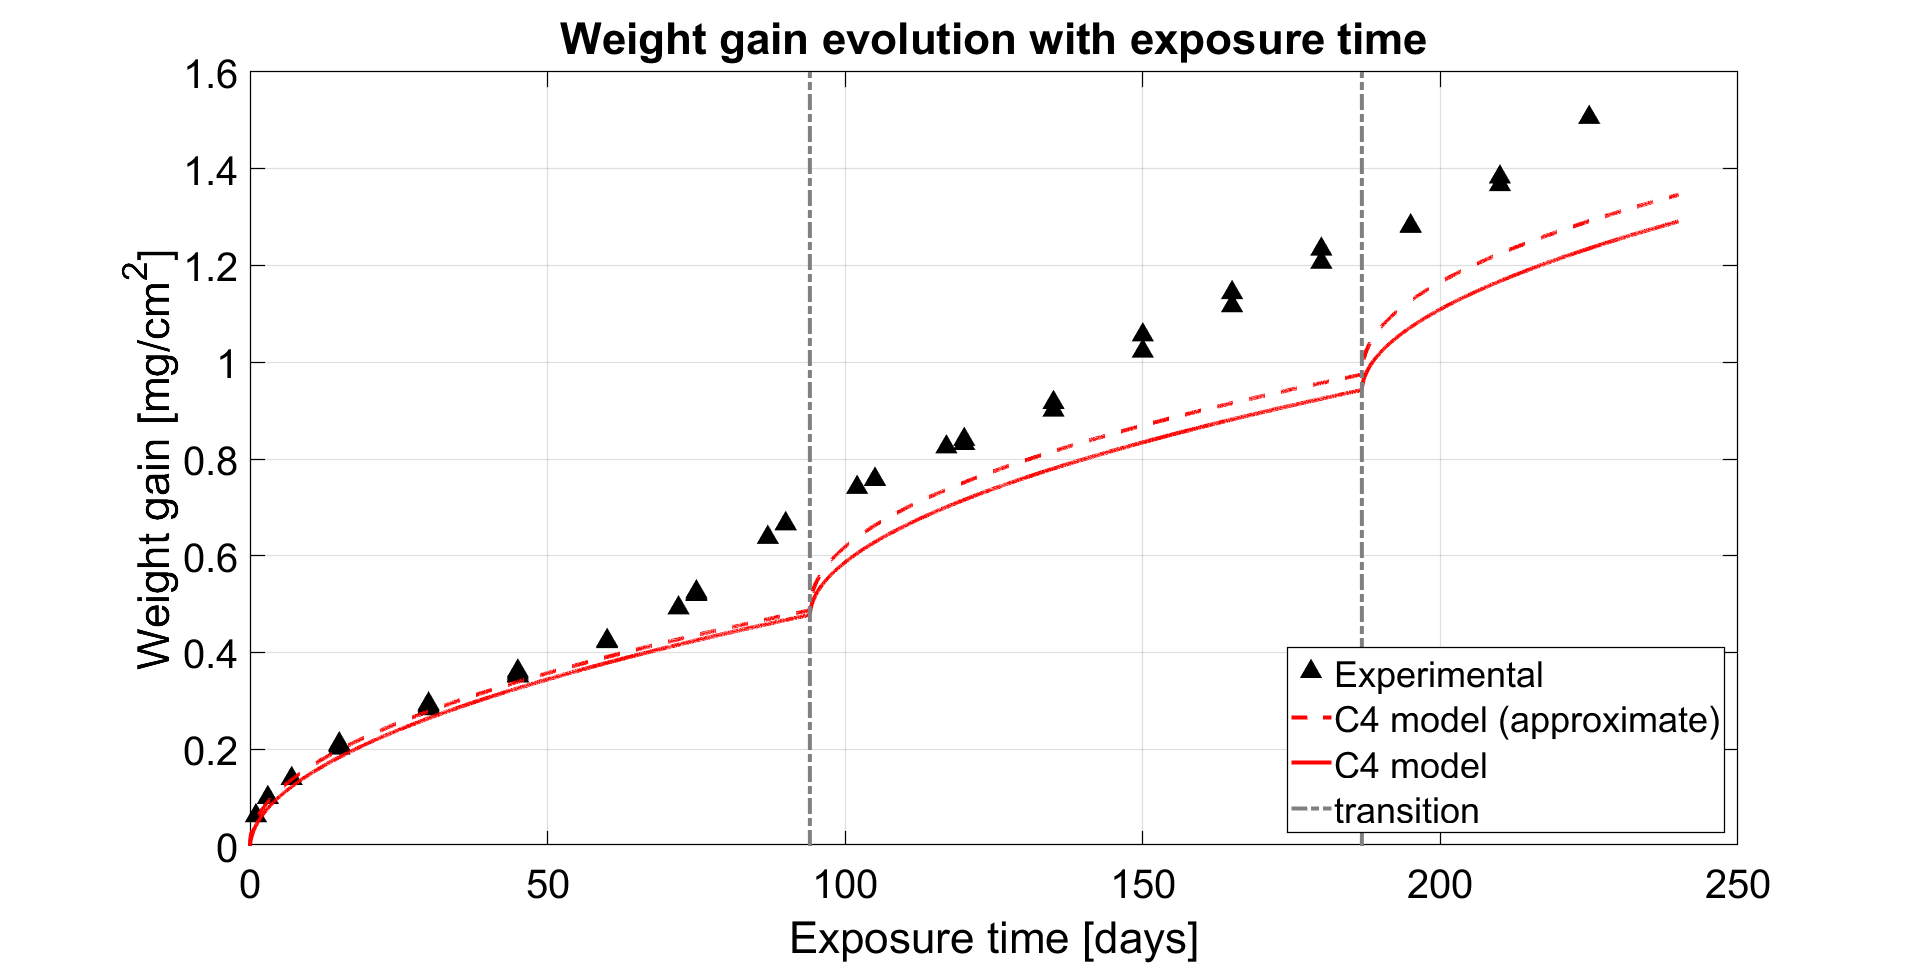 Weight gain evolution with exposure time
1.6
1.4
1.2
1
0.8
0.6
0.4
0.2
0
Weight gain [mg/cm²]
Experimental
C4 model (approximate)
C4 model
transition
0 50 100 150 200 250
Exposure time [days]